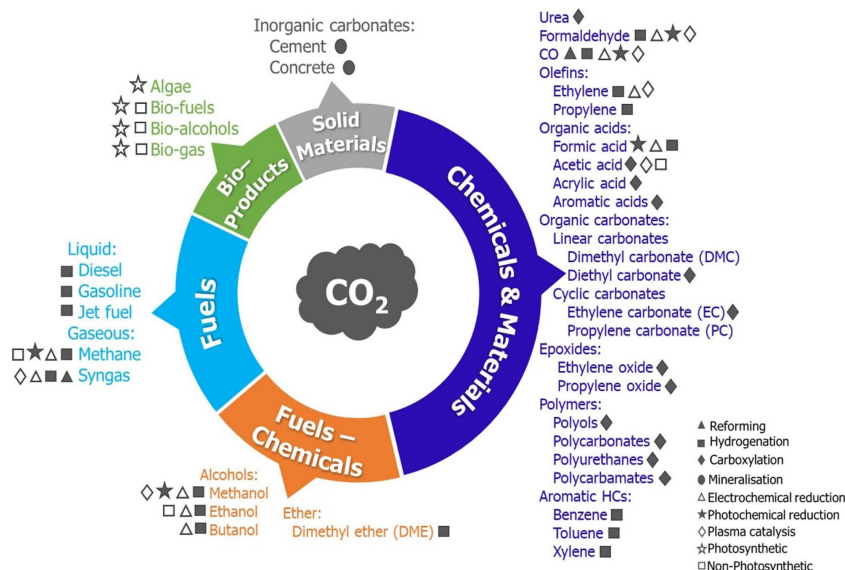 Inorganic carbonates:
Cement
Concrete
Algae
Bio-fuels
Bio-alcohols
Bio-gas
Liquid:
Diesel
Gasoline
Jet fuel
Gaseous:
Methane
Syngas
Alcohols:
Methanol
Ethanol
Butanol
Ether:
Dimethyl ether (DME)
Solid
Materials
Bio–
Products
Fuels
Fuels –
Chemicals
Chemicals & Materials
CO2
Urea
Formaldehyde
CO
Olefins:
Ethylene
Propylene
Organic acids:
Formic acid
Acetic acid
Acrylic acid
Aromatic acids
Organic carbonates:
Linear carbonates
Dimethyl carbonate (DMC)
Diethyl carbonate
Cyclic carbonates
Ethylene carbonate (EC)
Propylene carbonate (PC)
Epoxides:
Ethylene oxide
Propylene oxide
Polymers:
Polyols
Polycarbonates
Polyurethanes
Polycarbamates
Aromatic HCs:
Benzene
Toluene
Xylene
Reforming
Hydrogenation
Carboxylation
Mineralisation
Electrochemical reduction
Photochemical reduction
Plasma catalysis
Photosynthetic
Non-Photosynthetic